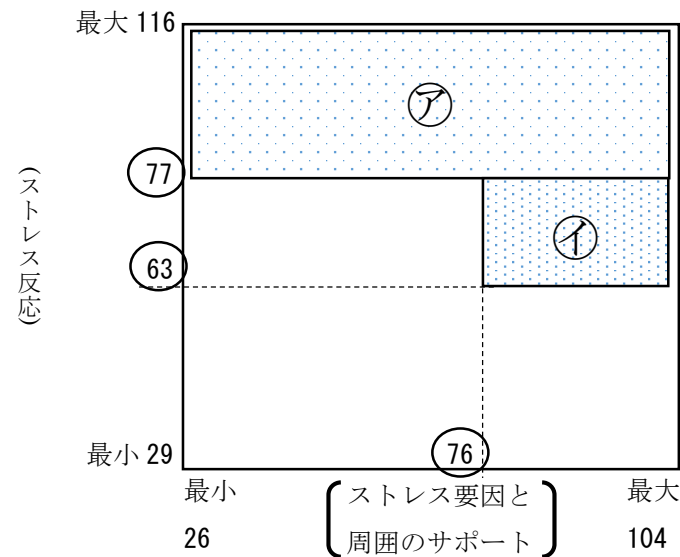 最大 116
㋐
77
(ストレス反応)
㋑
63
最小 29
76
最小
ストレス要因と
最大
26
周囲のサポート
104